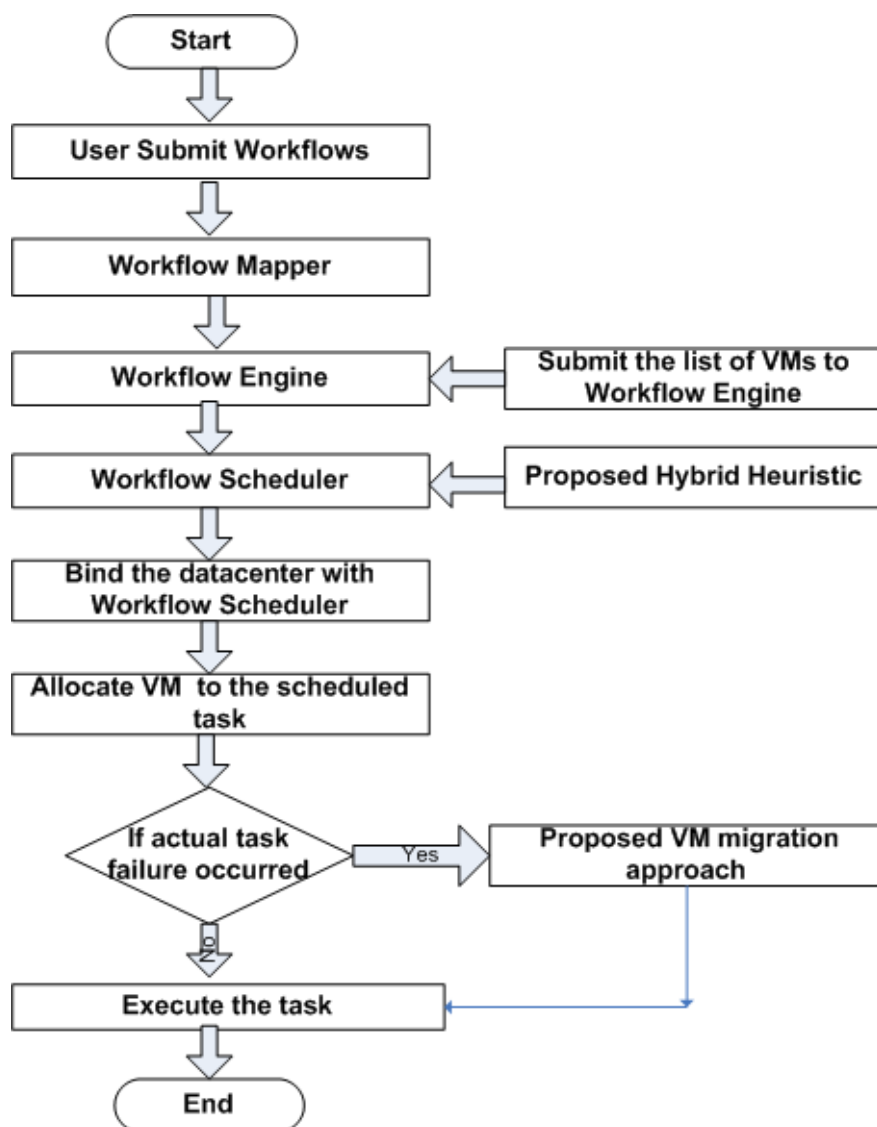 Start
User Submit Workflows
Workflow Mapper
Workflow Engine
Submit the list of VMs to
Workflow Engine
Workflow Scheduler
Proposed Hybrid Heuristic
Bind the datacenter with
Workflow Scheduler
Allocate VM to the scheduled
task
If actual task
failure occurred
Yes
Proposed VM migration
approach
No
Execute the task
End